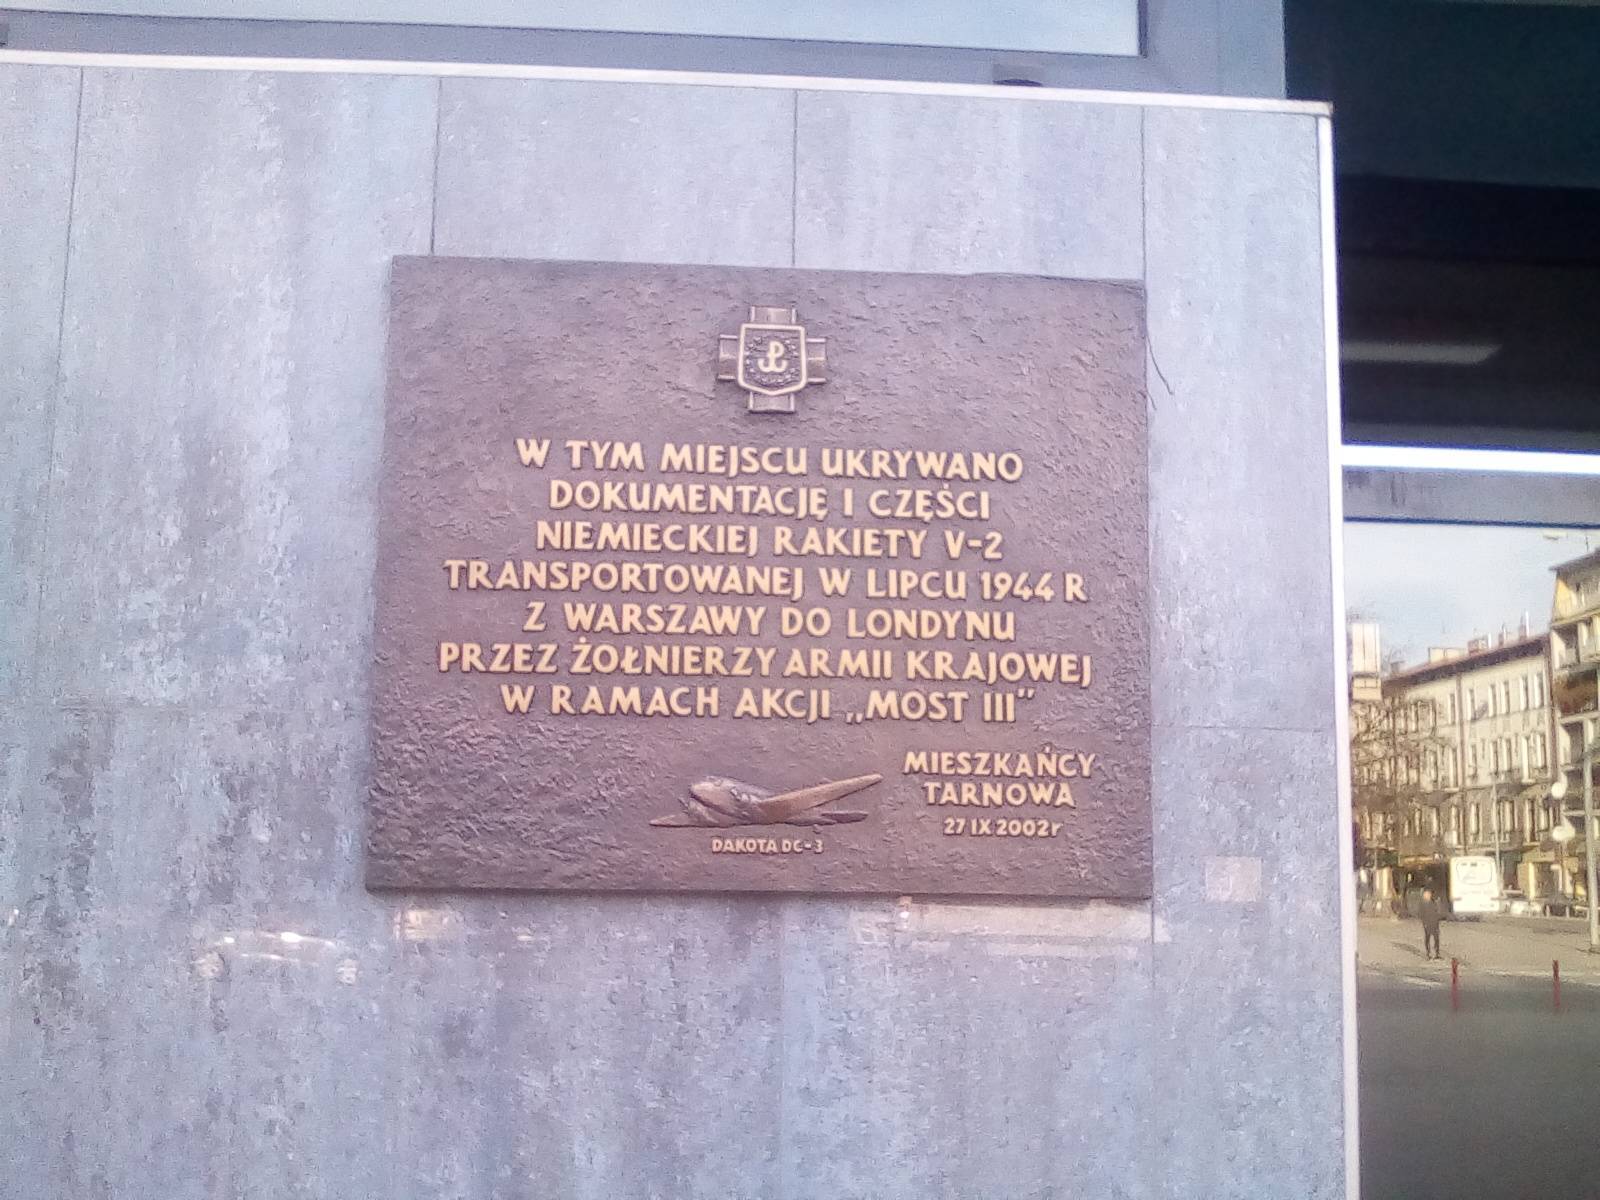 W TYM MIEJSCU UKRYWANO
DOKUMENTACJĘ I CZĘŚCI
NIEMIECKIEJ RAKIETY V-2
TRANSPORTOWANEJ W LIPCU 1944 R
Z WARSZAWY DO LONDYNU
PRZEZ ŻOŁNIERZY ARMII KRAJOWEJ
W RAMACH AKCJI „MOST III”
MIESZKAŃCY
TARNOWA
27 IX 2002r
DAKOTA DC-3